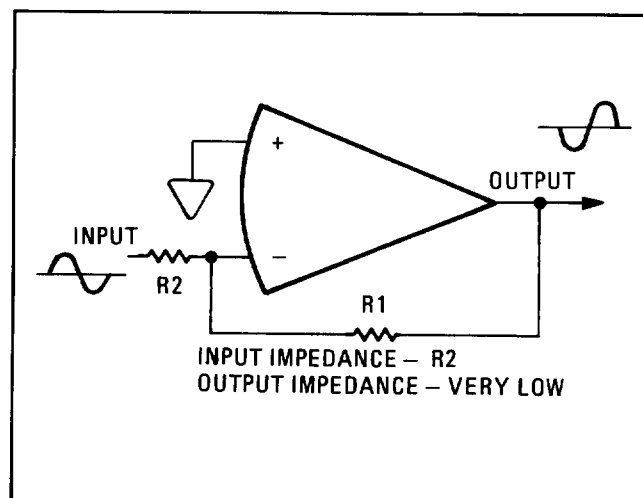 +
OUTPUT
INPUT
−
R2
R1
INPUT IMPEDANCE – R2
OUTPUT IMPEDANCE – VERY LOW